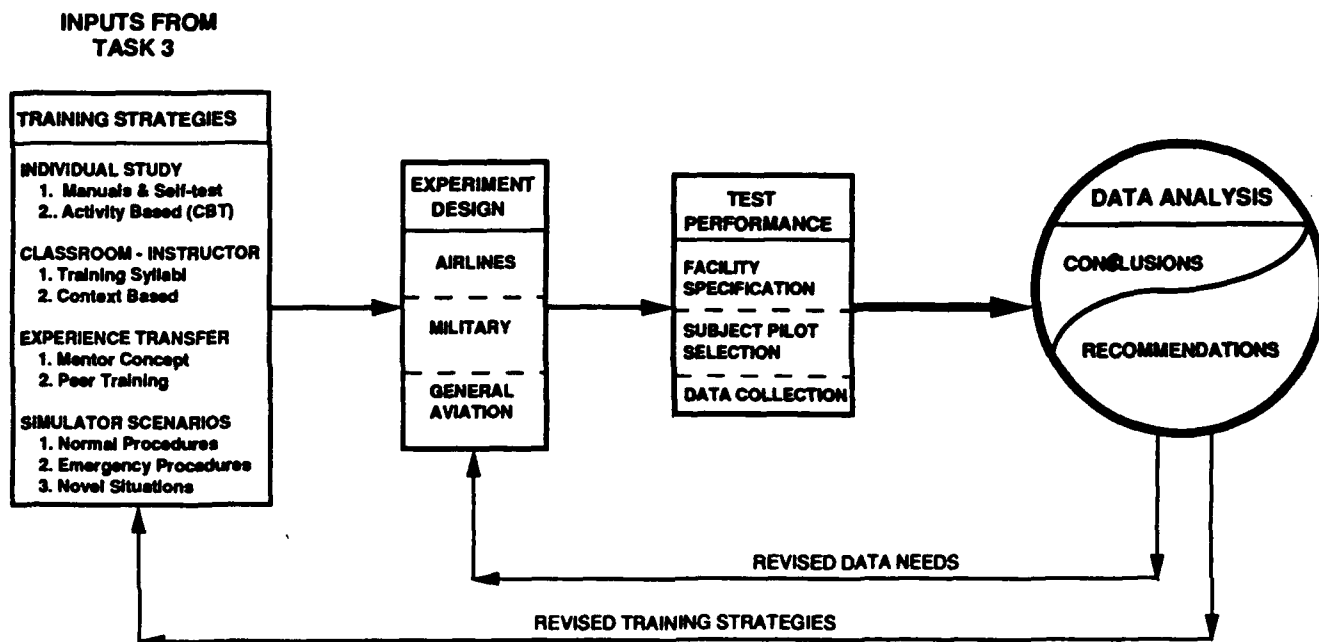 INPUTS FROM
TASK 3
TRAINING STRATEGIES
INDIVIDUAL STUDY
1. Manuals & Self-test
2.. Activity Based (CBT)
CLASSROOM - INSTRUCTOR
1. Training Syllabi
2. Context Based
EXPERIENCE TRANSFER
1. Mentor Concept
2. Peer Training
SIMULATOR SCENARIOS
1. Normal Procedures
2. Emergency Procedures
3. Novel Situations
EXPERIMENT
DESIGN
AIRLINES
MILITARY
GENERAL
AVIATION
TEST
PERFORMANCE
FACILITY
SPECIFICATION
SUBJECT PILOT
SELECTION
DATA COLLECTION
DATA ANALYSIS
CONCLUSIONS
RECOMMENDATIONS
REVISED DATA NEEDS
REVISED TRAINING STRATEGIES